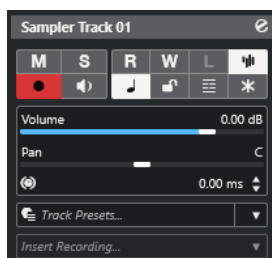 Sampler Track 01 e
M S R W L
Volume 0.00 dB
Pan C
0.00 ms
Track Presets...
Insert Recording...